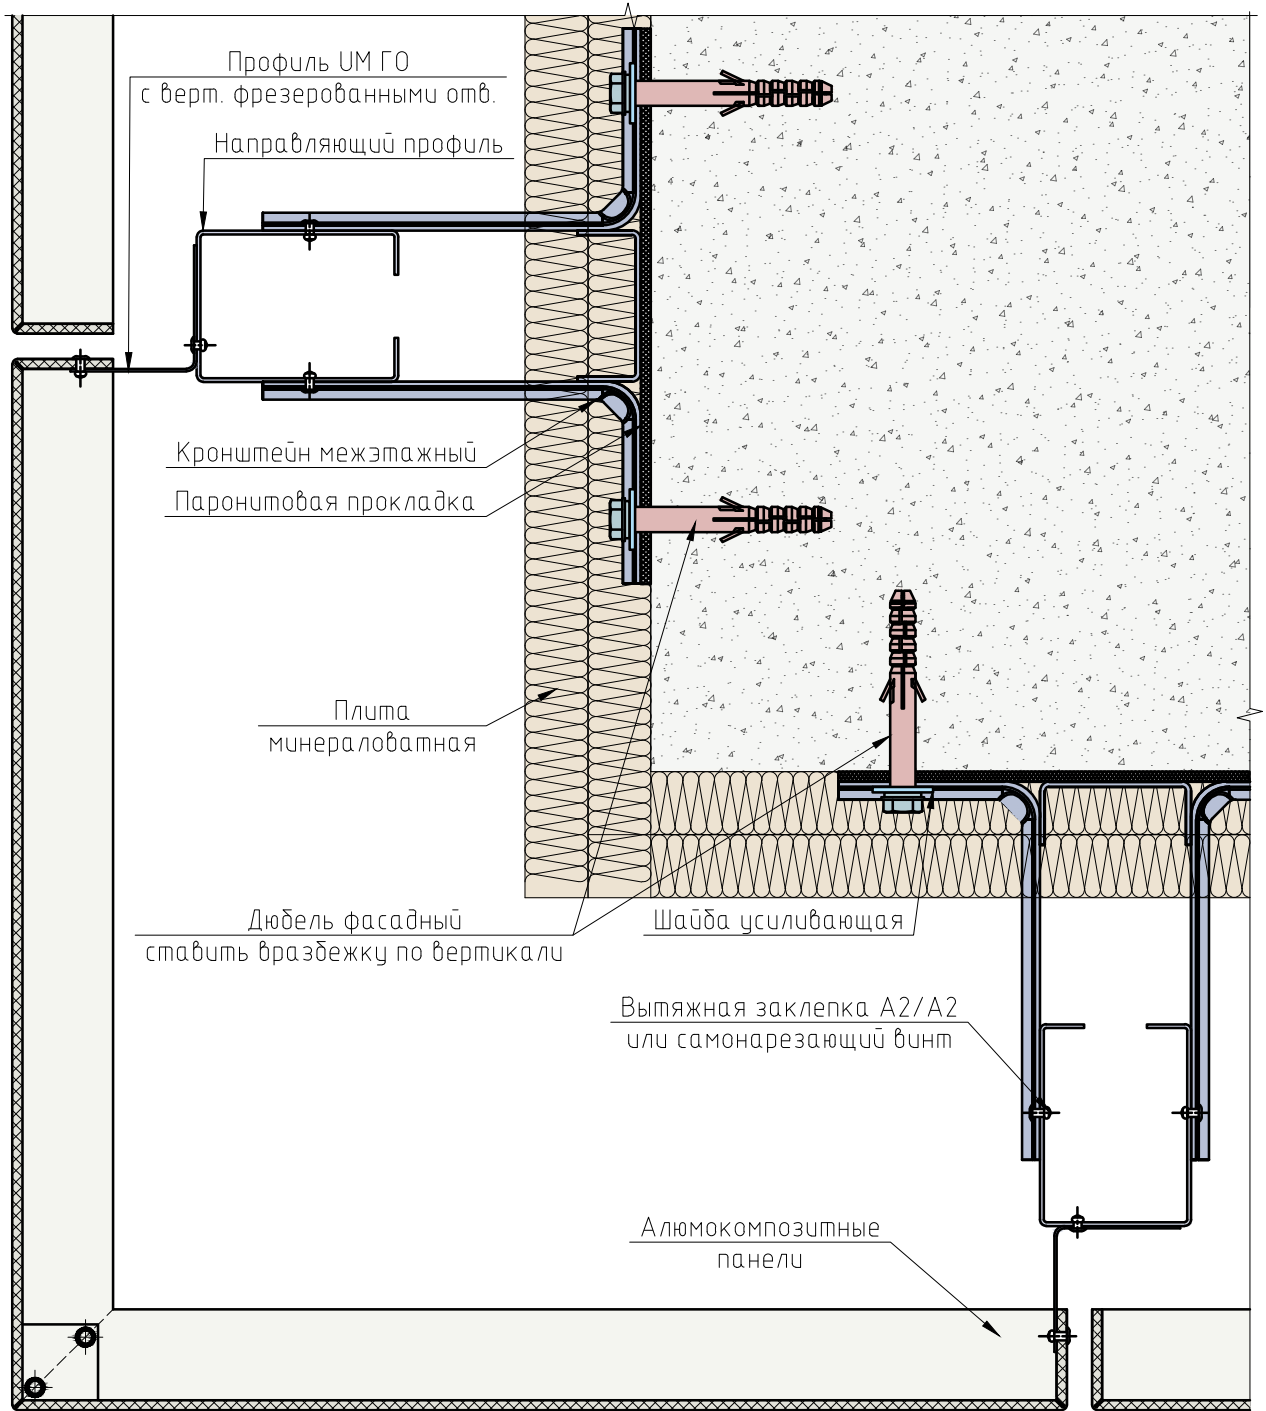 Профиль UM ГО
с верт. фрезерованными отв.
Направляющий профиль
Кронштейн межэтажный
Паронитовая прокладка
Плита
минераловатная
Дюбель фасадный
ставить вразбежку по вертикали
Шайба усиливающая
Вытяжная заклепка А2/А2
или самонарезающий винт
Алюмокомпозитные
панели